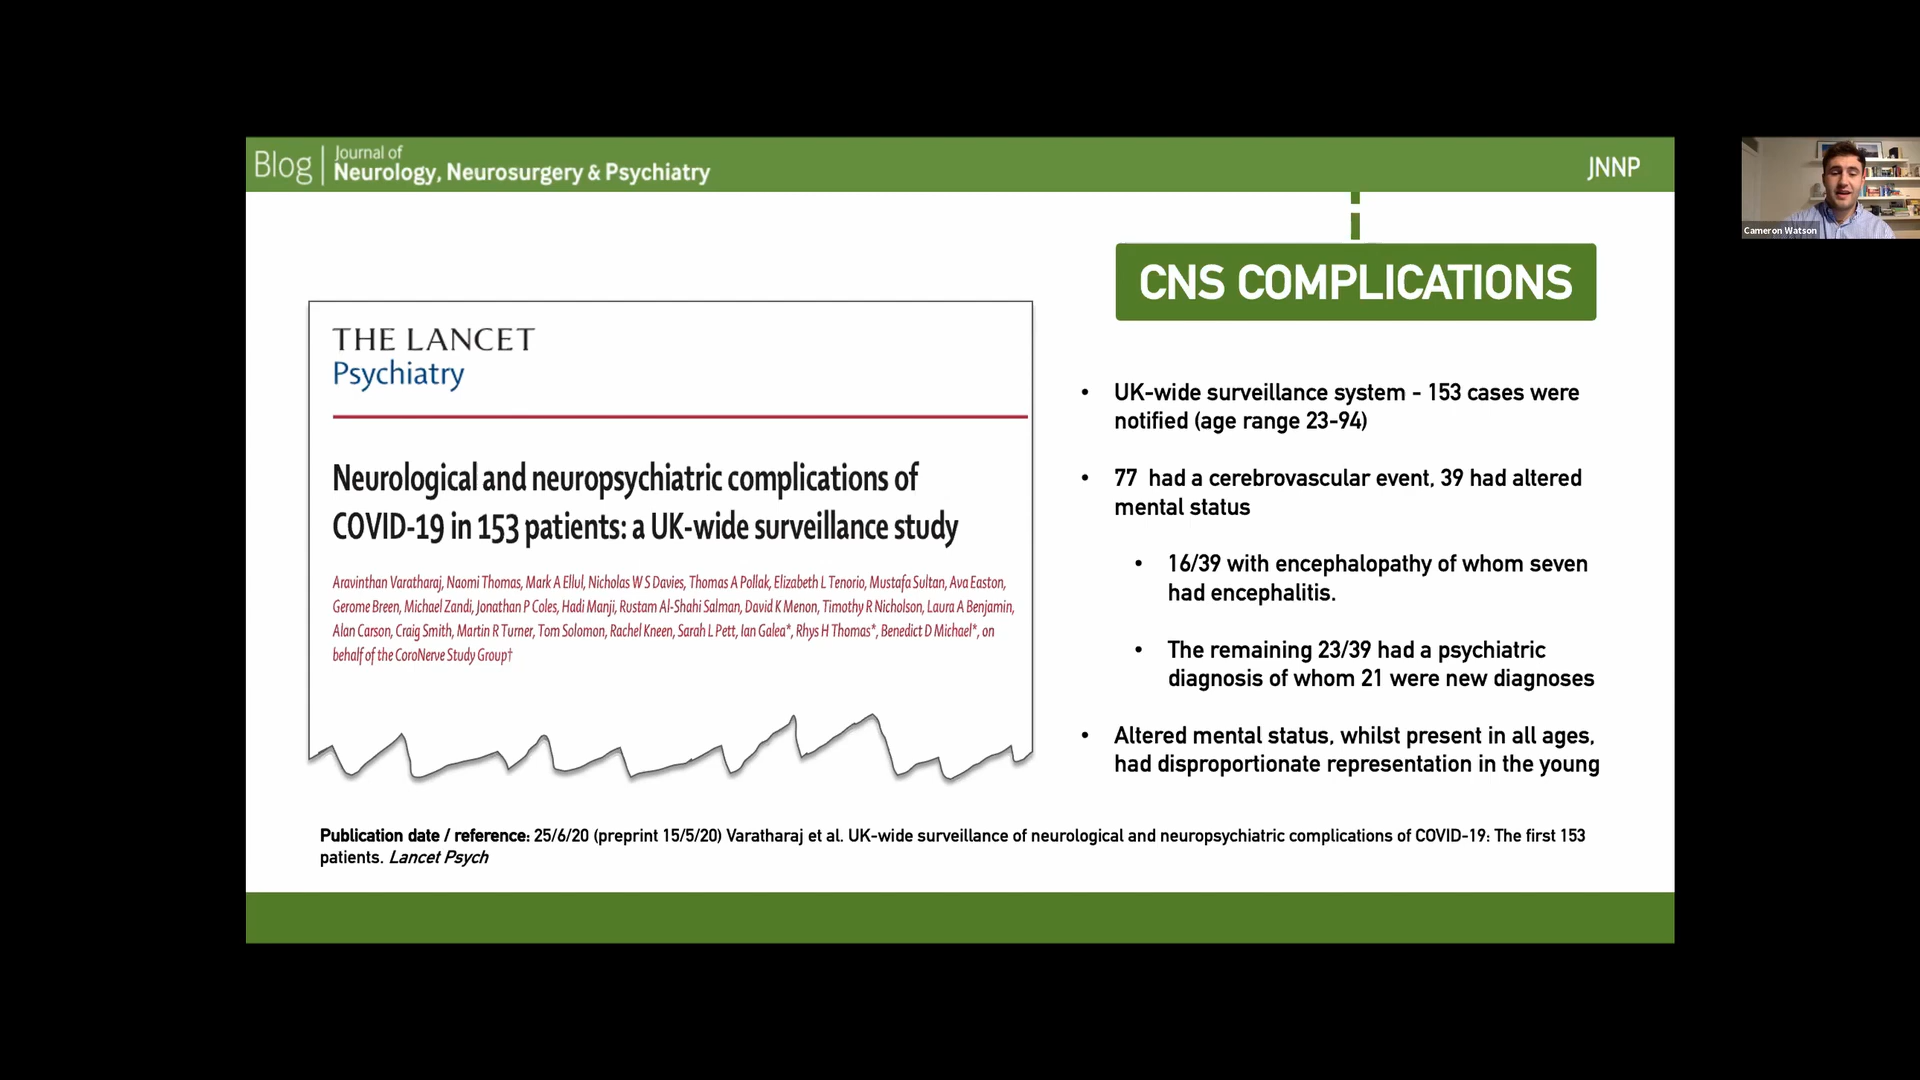 Blog | Journal of
Neurology, Neurosurgery & Psychiatry
JNNP
Cameron Watson
CNS COMPLICATIONS
THE LANCET
Psychiatry
Neurological and neuropsychiatric complications of
COVID-19 in 153 patients: a UK-wide surveillance study
Aravinthan Varatharaj, Naomi Thomas, Mark A Ellul, Nicholas W S Davies, Thomas A Pollak, Elizabeth L Tenorio, Mustafa Sultan, Ava Easton,
Gerome Breen, Michael Zandi, Jonathan P Coles, Hadi Manji, Rustam Al-Shahi Salman, David K Menon, Timothy R Nicholson, Laura A Benjamin,
Alan Carson, Craig Smith, Martin R Turner, Tom Solomon, Rachel Kneen, Sarah L Pett, Ian Galea*, Rhys H Thomas*, Benedict D Michael*, on
behalf of the CoroNerve Study Group†
• UK-wide surveillance system - 153 cases were
notified (age range 23-94)
• 77 had a cerebrovascular event, 39 had altered
mental status
• 16/39 with encephalopathy of whom seven
had encephalitis.
• The remaining 23/39 had a psychiatric
diagnosis of whom 21 were new diagnoses
• Altered mental status, whilst present in all ages,
had disproportionate representation in the young
Publication date / reference: 25/6/20 (preprint 15/5/20) Varatharaj et al. UK-wide surveillance of neurological and neuropsychiatric complications of COVID-19: The first 153
patients. Lancet Psych